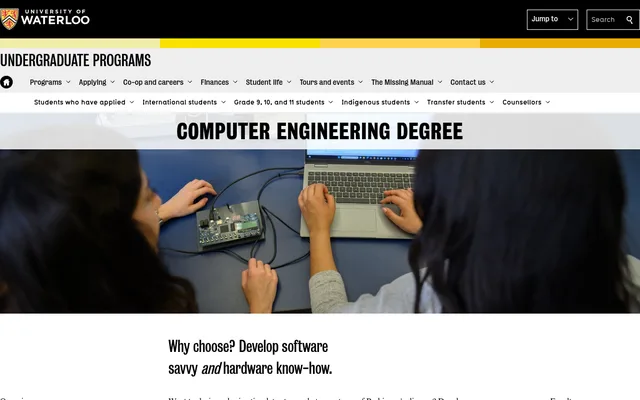 UNIVERSITY OF
WATERLOO
Jump to
Search
UNDERGRADUATE PROGRAMS
Programs Applying Co-op and careers Finances Student life Tours and events The Missing Manual Contact us
Students who have applied International students Grade 9, 10, and 11 students Indigenous students Transfer students Counsellors
COMPUTER ENGINEERING DEGREE
Why choose? Develop software
savvy and hardware know-how.